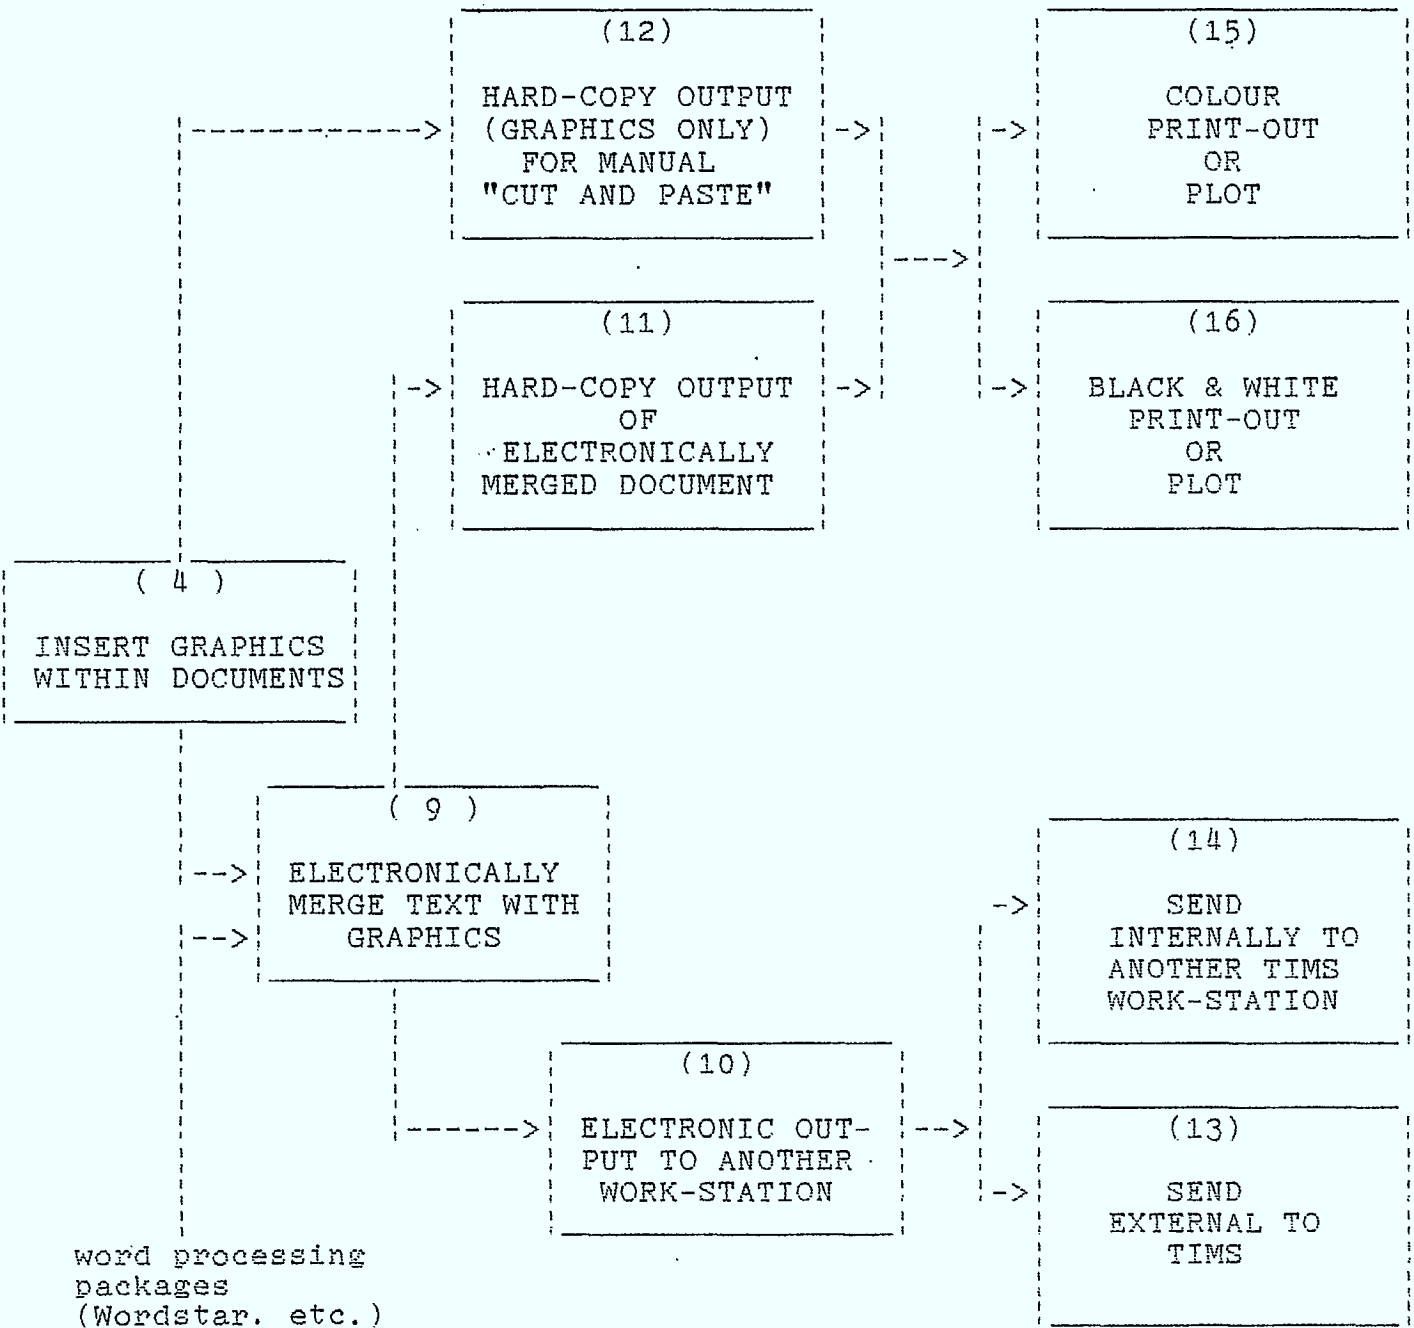 (12)
HARD-COPY OUTPUT
(GRAPHICS ONLY)
FOR MANUAL
"CUT AND PASTE"
(15)
COLOUR
PRINT-OUT
OR
PLOT
(11)
HARD-COPY OUTPUT
OF
ELECTRONICALLY
MERGED DOCUMENT
(16)
BLACK & WHITE
PRINT-OUT
OR
PLOT
( 4 )
INSERT GRAPHICS
WITHIN DOCUMENTS
( 9 )
ELECTRONICALLY
MERGE TEXT WITH
GRAPHICS
(14)
SEND
INTERNALLY TO
ANOTHER TIMS
WORK-STATION
(10)
ELECTRONIC OUT-
PUT TO ANOTHER
WORK-STATION
(13)
SEND
EXTERNAL TO
TIMS
word processing
packages
(Wordstar. etc.)